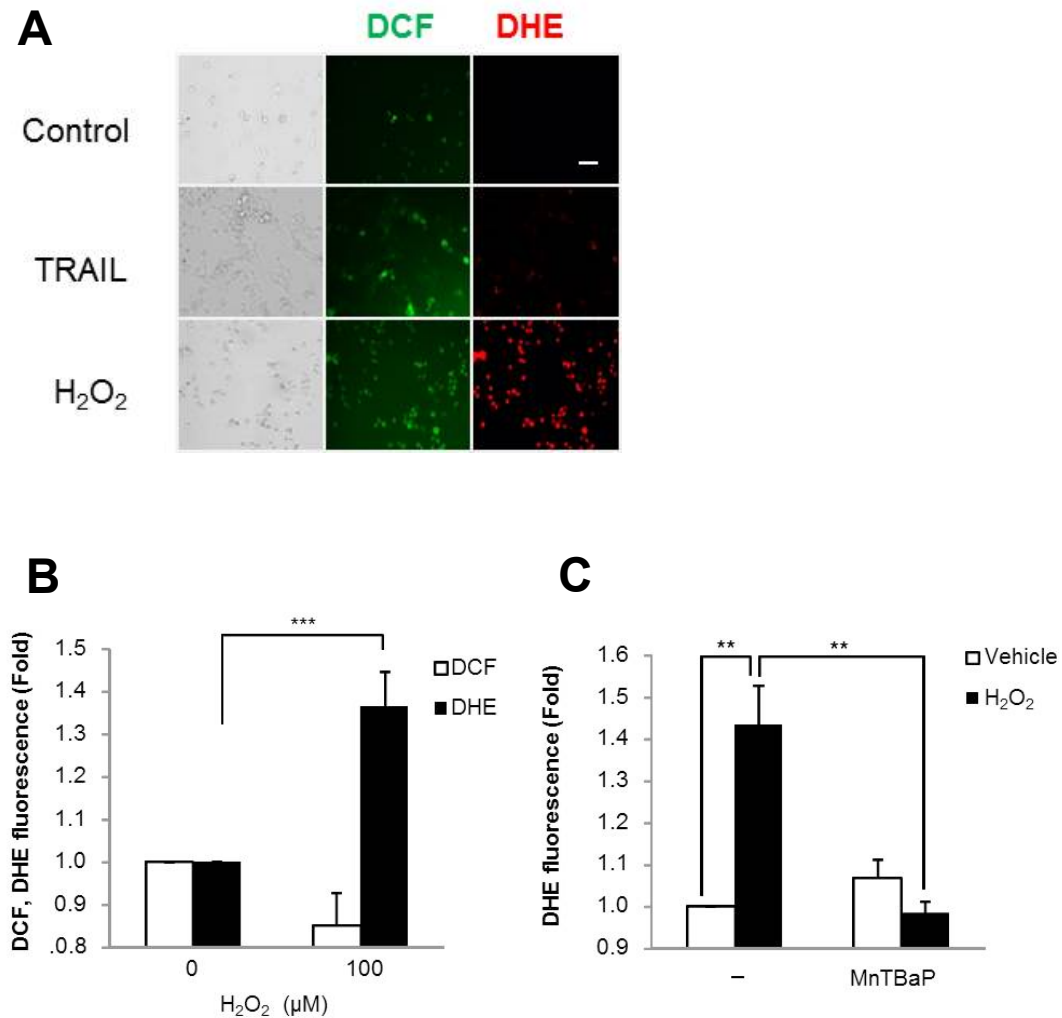 A
DCF DHE
Control
TRAIL
H₂O₂
B
DCF, DHE fluorescence (Fold)
***
1.5
1.4
1.3
1.2
1.1
1.0
0.9
.0.8
DCF
DHE
0 100
H₂O₂ (µM)
C
DHE fluorescence (Fold)
** **
1.6
1.5
1.4
1.3
1.2
1.1
1.0
0.9
Vehicle
H₂O₂
– MnTBaP